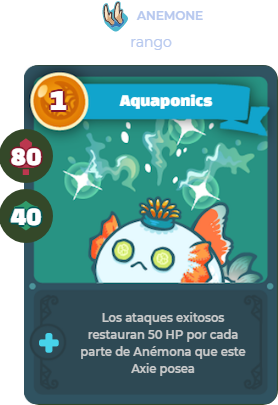 ANEMONE
rango
1
Aquaponics
80
40
Los ataques exitosos
restauran 50 HP por cada
parte de Anémona que este
Axie posea